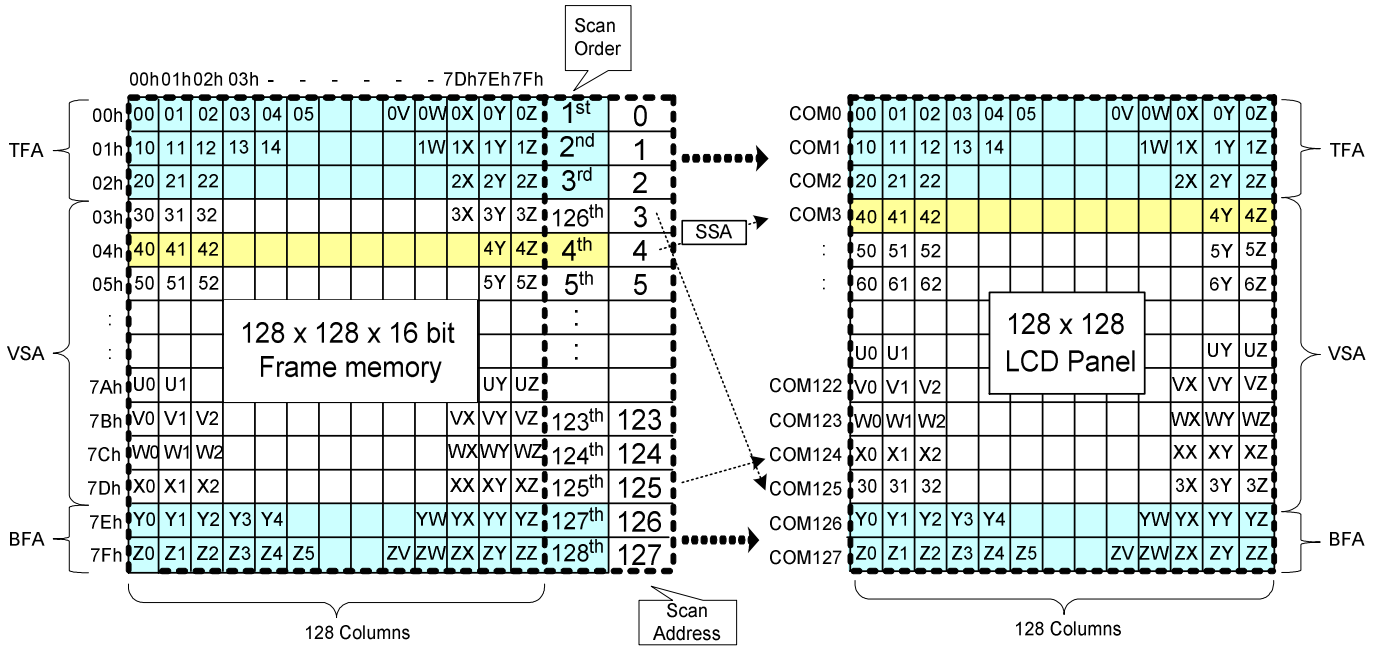 Scan
Order
00h 01h 02h 03h - - - - - - 7Dh 7Eh 7Fh
00h 00 01 02 03 04 05 0V 0W 0X 0Y 0Z 1st 0 COM0 00 01 02 03 04 05 0V 0W 0X 0Y 0Z
TFA 01h 10 11 12 13 14 1W 1X 1Y 1Z 2nd 1 COM1 10 11 12 13 14 1W 1X 1Y 1Z TFA
02h 20 21 22 2X 2Y 2Z 3rd 2 COM2 20 21 22 2X 2Y 2Z
03h 30 31 32 3X 3Y 3Z 126th 3 COM3 40 41 42 4Y 4Z
SSA
04h 40 41 42 4Y 4Z 4th 4 : 50 51 52 5Y 5Z
05h 50 51 52 5Y 5Z 5th 5 : 60 61 62 6Y 6Z
: :
128 x 128 x 16 bit
Frame memory
128 x 128
LCD Panel
VSA : : U0 U1 UY UZ VSA
7Ah U0 U1 UY UZ COM122 V0 V1 V2 VX VY VZ
7Bh V0 V1 V2 VX VY VZ 123th 123 COM123 W0 W1 W2 WX WY WZ
7Ch W0 W1 W2 WX WY WZ 124th 124 COM124 X0 X1 X2 XX XY XZ
7Dh X0 X1 X2 XX XY XZ 125th 125 COM125 30 31 32 3X 3Y 3Z
7Eh Y0 Y1 Y2 Y3 Y4 YW YX YY YZ 127th 126 COM126 Y0 Y1 Y2 Y3 Y4 YW YX YY YZ
BFA BFA
7Fh Z0 Z1 Z2 Z3 Z4 Z5 ZV ZW ZX ZY ZZ 128th 127 COM127 Z0 Z1 Z2 Z3 Z4 Z5 ZV ZW ZX ZY ZZ
Scan
Address
128 Columns
128 Columns